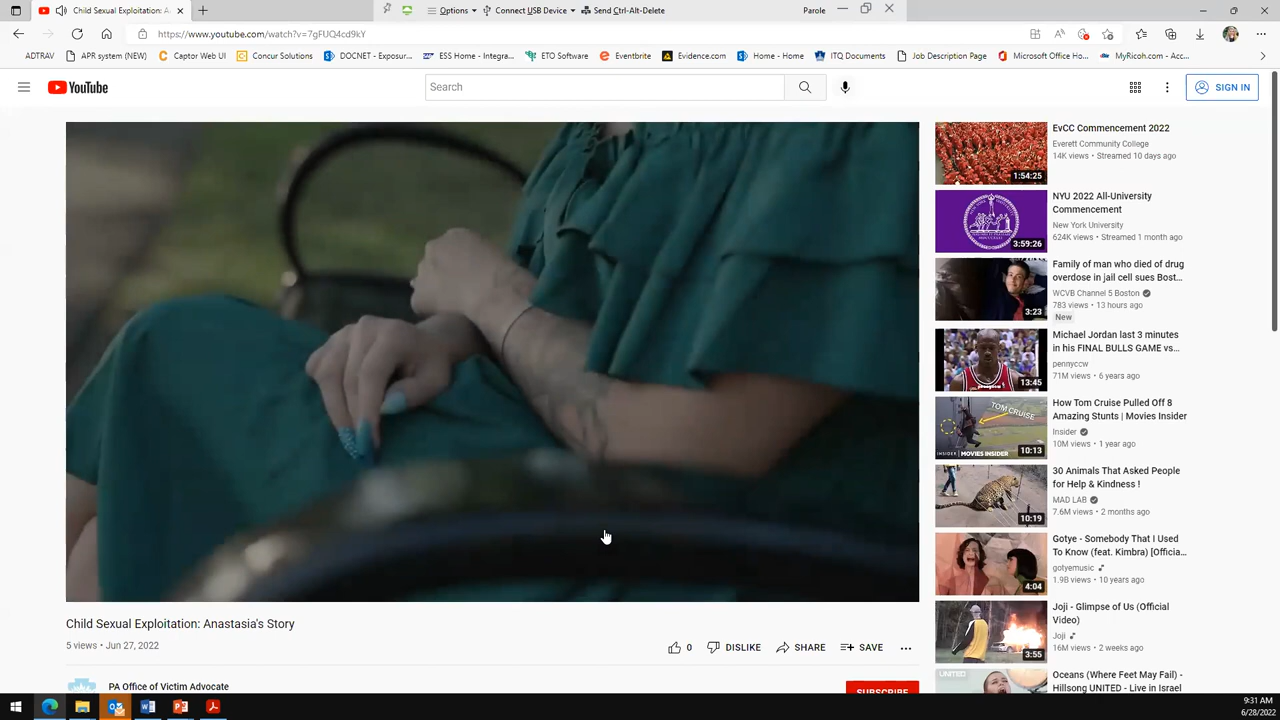 Child Sexual Exploitation: Anastasia's Story
Options
Connect USB Device
Send Ctrl-Alt-Delete
Parole
https://www.youtube.com/watch?v=7gFUQ4cd9kY
ADTRAV
APR system (NEW)
Captor Web UI
Concur Solutions
DOCNET - DOCNET
ESS Home - Integra...
ETO Software
Eventbrite
Evidence.com
Home - Home
ITQ Documents
Job Description Page
Microsoft Office Ho...
MyRicoh.com - Acc...
YouTube
Search
SIGN IN
EvCC Commencement 2022
Everett Community College
14K views • Streamed 10 days ago
1:54:25
NYU 2022 All-University
Commencement
New York University
624K views • Streamed 1 month ago
3:59:26
Family of man who died of drug
overdose in jail cell sues Bost...
WCVB Channel 5 Boston
783 views • 13 hours ago
New
3:23
Michael Jordan last 3 minutes
in his FINAL BULLS GAME vs...
pennyccw
71M views • 6 years ago
13:45
How Tom Cruise Pulled Off 8
Amazing Stunts | Movies Insider
Insider
10M views • 1 year ago
TOM CRUISE
INSIDER | MOVIES INSIDER
10:13
30 Animals That Asked People
for Help & Kindness !
MAD LAB
7.6M views • 2 months ago
10:19
Gotye - Somebody That I Used
To Know (feat. Kimbra) [Officia...
gotyemusic
1.9B views • 10 years ago
4:04
Joji - Glimpse of Us (Official
Video)
Joji
16M views • 2 weeks ago
3:55
Oceans (Where Feet May Fail) -
Hillsong UNITED - Live in Israel
UNITED
Child Sexual Exploitation: Anastasia's Story
5 views • Jun 27, 2022
0
DISLIKE
SHARE
SAVE
PA Office of Victim Advocate
SUBSCRIBE
9:31 AM
6/28/2022